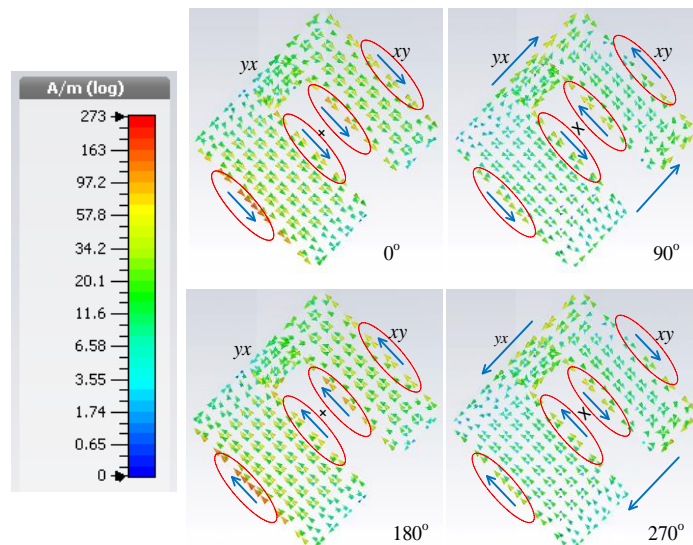 A/m (log)
273
163
97.2
57.8
34.2
20.1
11.6
6.58
3.55
1.74
0.65
0
yx
xy
+
0°
yx
xy
X
90°
yx
xy
+
180°
yx
xy
X
270°